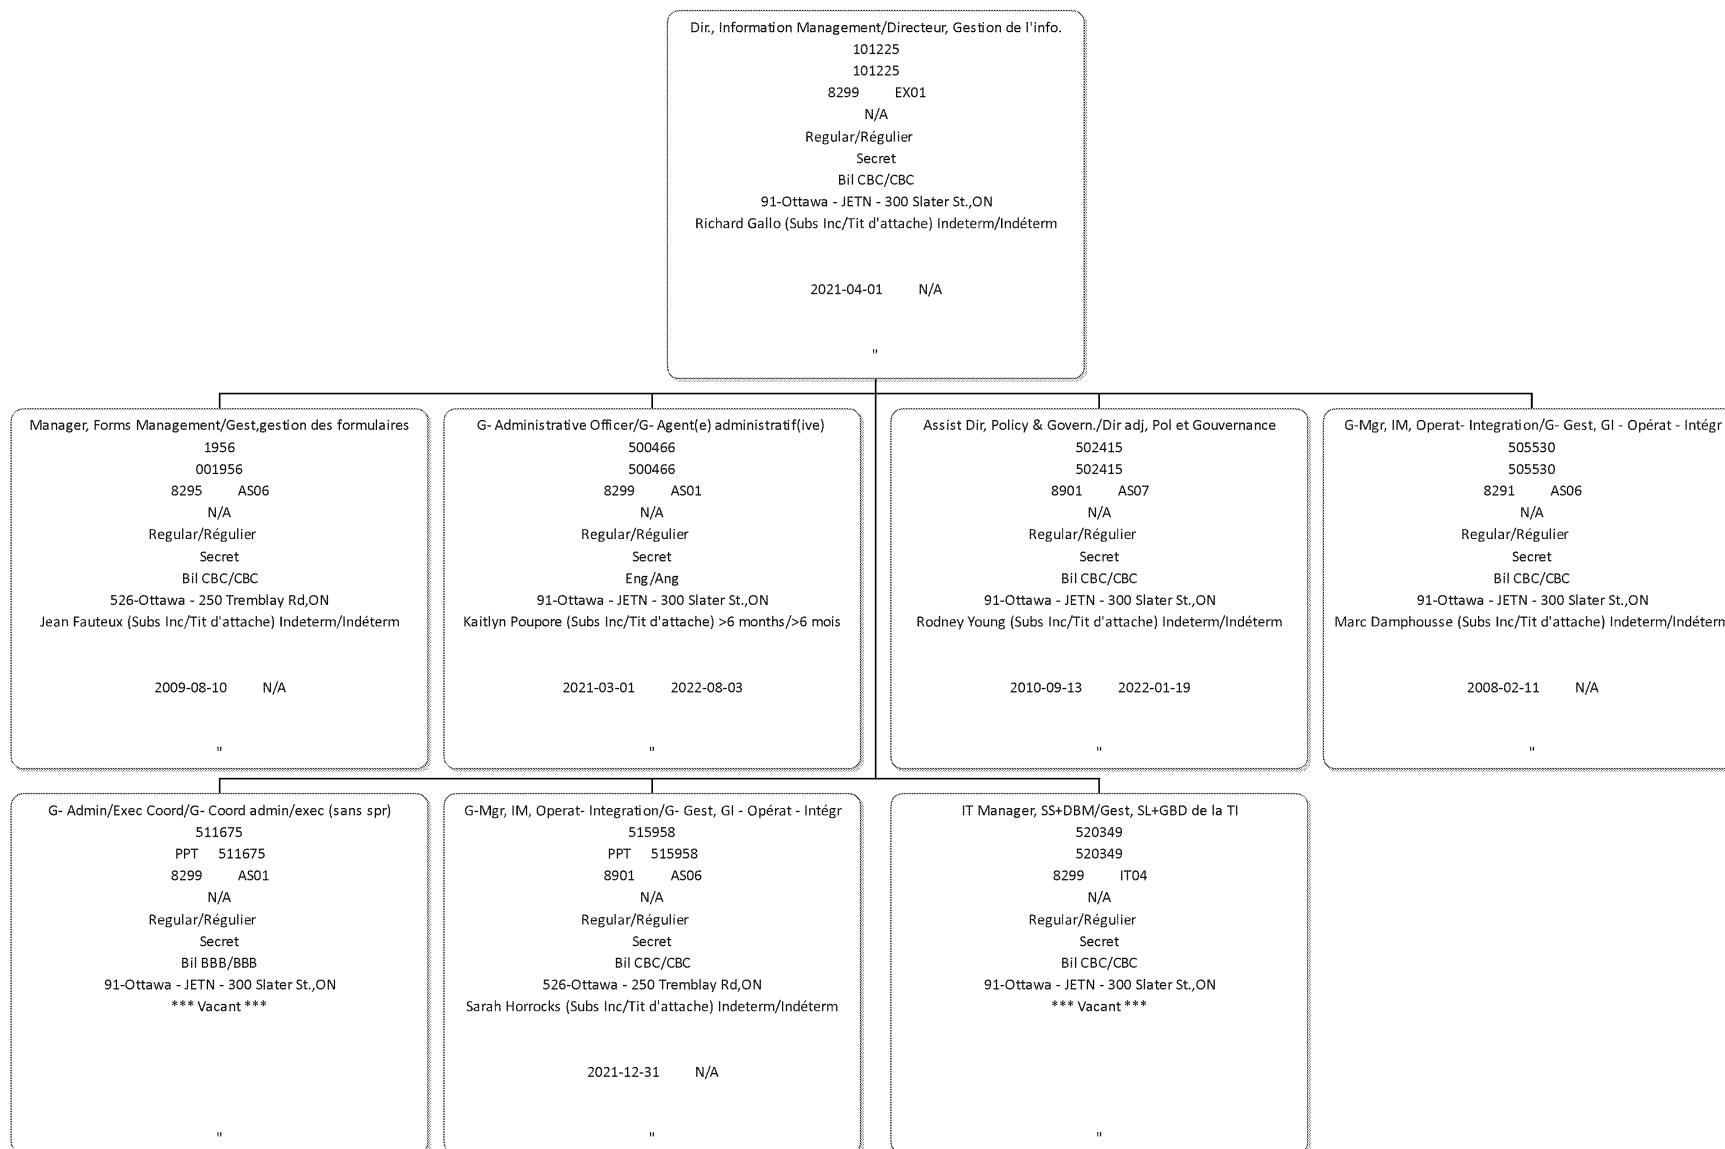 Dir., Information Management/Directeur, Gestion de l'info.
101225
101225
8299 EX01
N/A
Regular/Régulier
Secret
Bil CBC/CBC
91-Ottawa - JETN - 300 Slater St.,ON
Richard Gallo (Subs Inc/Tit d'attache) Indeterm/Indéterm
2021-04-01 N/A
"
Manager, Forms Management/Gest,gestion des formulaires
1956
001956
8295 AS06
N/A
Regular/Régulier
Secret
Bil CBC/CBC
526-Ottawa - 250 Tremblay Rd,ON
Jean Fauteux (Subs Inc/Tit d'attache) Indeterm/Indéterm
2009-08-10 N/A
"
G- Administrative Officer/G- Agent(e) administratif(ive)
500466
500466
8299 AS01
N/A
Regular/Régulier
Secret
Eng/Ang
91-Ottawa - JETN - 300 Slater St.,ON
Kaitlyn Poupore (Subs Inc/Tit d'attache) >6 months/>6 mois
2021-03-01 2022-08-03
"
Assist Dir, Policy & Govern./Dir adj, Pol et Gouvernance
502415
502415
8901 AS07
N/A
Regular/Régulier
Secret
Bil CBC/CBC
91-Ottawa - JETN - 300 Slater St.,ON
Rodney Young (Subs Inc/Tit d'attache) Indeterm/Indéterm
2010-09-13 2022-01-19
"
G-Mgr, IM, Operat- Integration/G- Gest, GI - Opérat - Intégr
505530
505530
8291 AS06
N/A
Regular/Régulier
Secret
Bil CBC/CBC
91-Ottawa - JETN - 300 Slater St.,ON
Marc Damphousse (Subs Inc/Tit d'attache) Indeterm/Indéterm
2008-02-11 N/A
"
G- Admin/Exec Coord/G- Coord admin/exec (sans spr)
511675
PPT 511675
8299 AS01
N/A
Regular/Régulier
Secret
Bil BBB/BBB
91-Ottawa - JETN - 300 Slater St.,ON
*** Vacant ***
"
G-Mgr, IM, Operat- Integration/G- Gest, GI - Opérat - Intégr
515958
PPT 515958
8901 AS06
N/A
Regular/Régulier
Secret
Bil CBC/CBC
526-Ottawa - 250 Tremblay Rd,ON
Sarah Horrocks (Subs Inc/Tit d'attache) Indeterm/Indéterm
2021-12-31 N/A
"
IT Manager, SS+DBM/Gest, SL+GBD de la TI
520349
520349
8299 IT04
N/A
Regular/Régulier
Secret
Bil CBC/CBC
91-Ottawa - JETN - 300 Slater St.,ON
*** Vacant ***
"